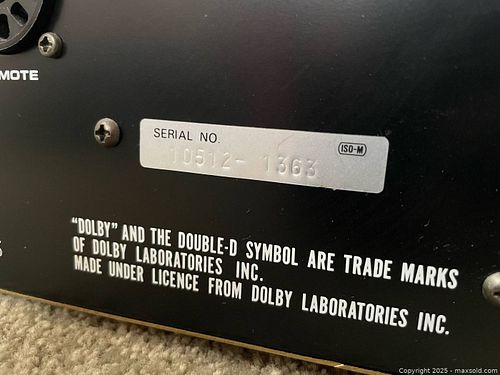 MOTE
SERIAL NO.
ISO-M
10512- 1363
"DOLBY" AND THE DOUBLE-D SYMBOL ARE TRADE MARKS
OF DOLBY LABORATORIES INC.
MADE UNDER LICENCE FROM DOLBY LABORATORIES INC.
Copyright 2025 - maxsold.com